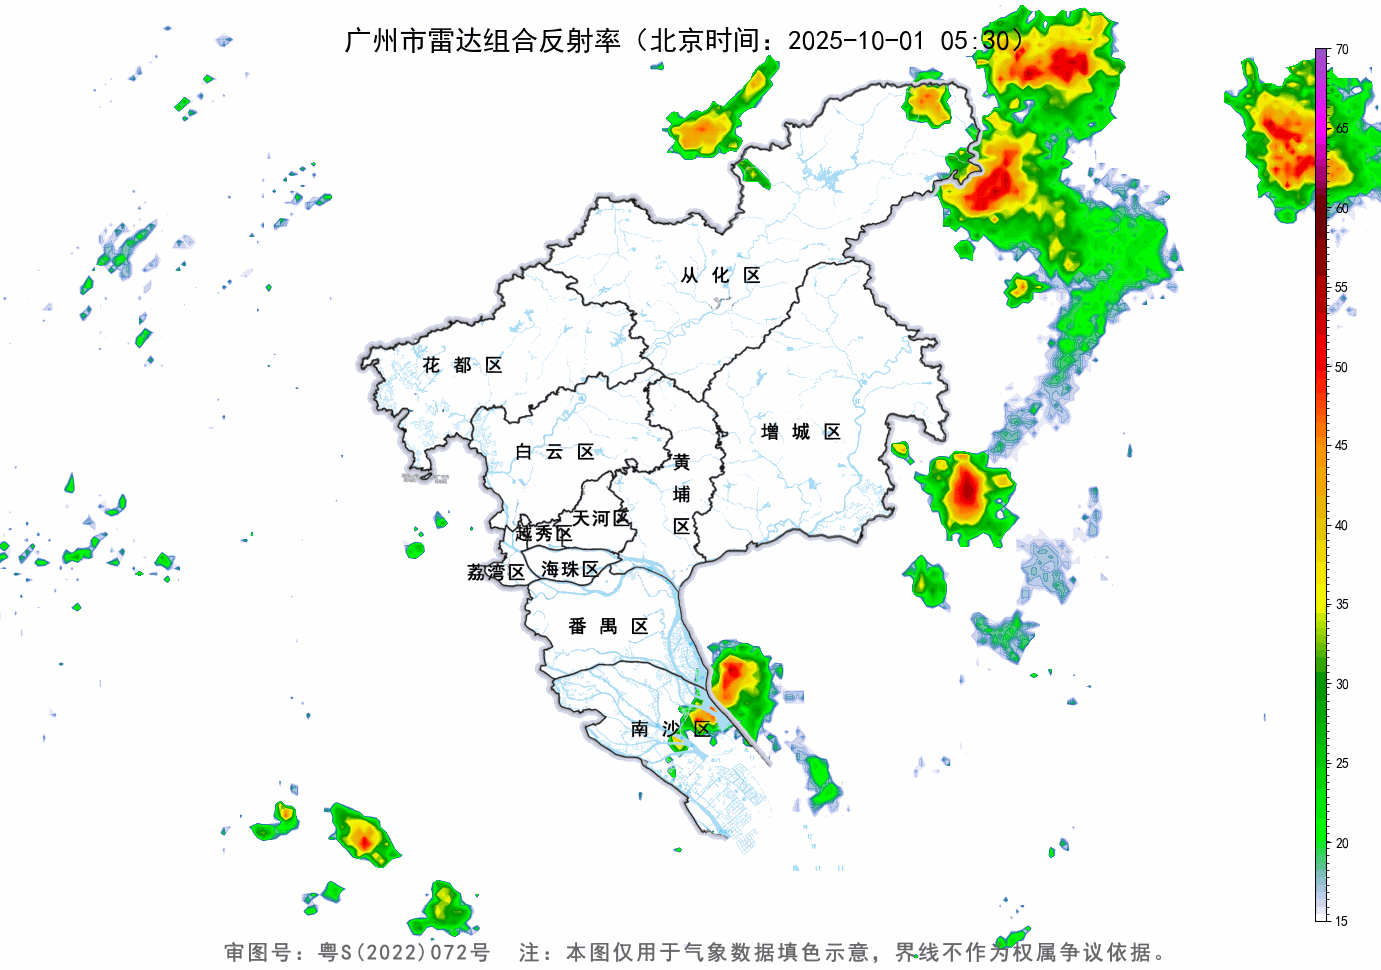 广州市雷达组合反射率（北京时间：2025-10-01 05:30）
70
65
60
55
50
45
40
35
30
25
20
15
从化区
花都区
增城区
白云区
黄埔区
天河区
越秀区
海珠区
荔湾区
番禺区
南沙区
审图号：粤S(2022)072号 注：本图仅用于气象数据填色示意，界线不作为权属争议依据。